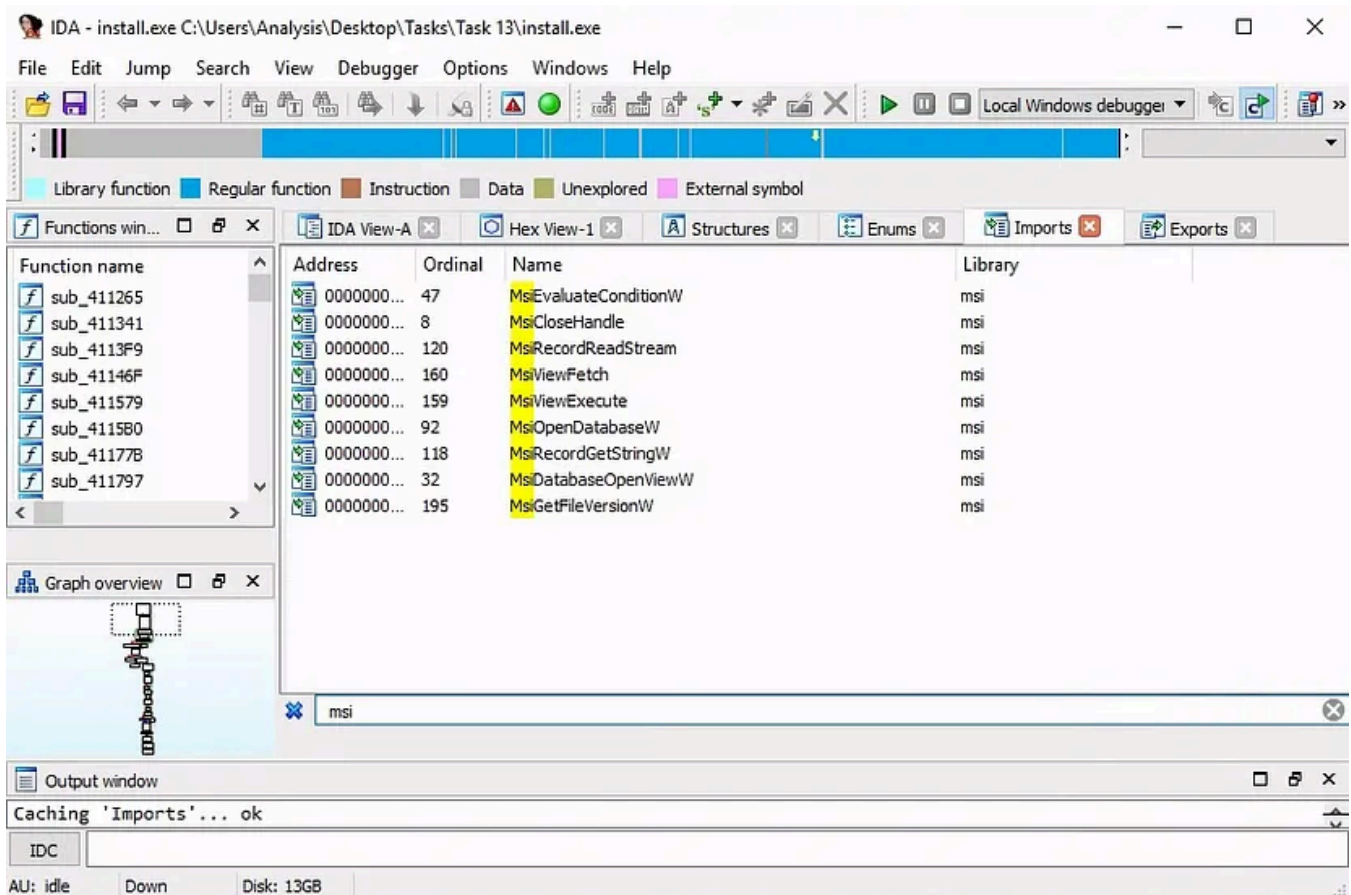 IDA - install.exe C:\Users\Analysis\Desktop\Tasks\Task 13\install.exe
File Edit Jump Search View Debugger Options Windows Help
Local Windows debugger
Library function Regular function Instruction Data Unexplored External symbol
Functions win... IDA View-A Hex View-1 Structures Enums Imports Exports
Function name
sub_411265
sub_411341
sub_4113F9
sub_41146F
sub_411579
sub_4115B0
sub_41177B
sub_411797
Address Ordinal Name Library
0000000... 47 MsiEvaluateConditionW msi
0000000... 8 MsiCloseHandle msi
0000000... 120 MsiRecordReadStream msi
0000000... 160 MsiViewFetch msi
0000000... 159 MsiViewExecute msi
0000000... 92 MsiOpenDatabaseW msi
0000000... 118 MsiRecordGetStringW msi
0000000... 32 MsiDatabaseOpenViewW msi
0000000... 195 MsiGetFileVersionW msi
Graph overview
msi
Output window
Caching 'Imports'... ok
IDC
AU: idle Down Disk: 13GB